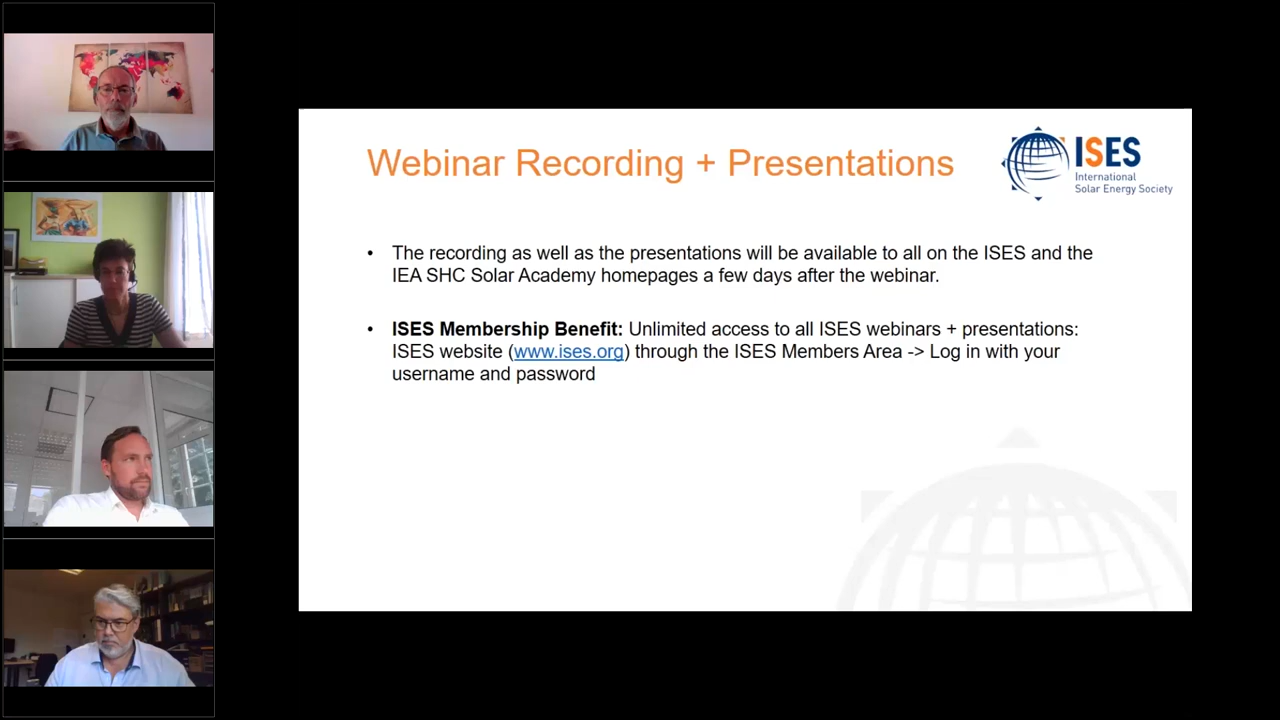 Webinar Recording + Presentations
ISES
International
Solar Energy Society
• The recording as well as the presentations will be available to all on the ISES and the
IEA SHC Solar Academy homepages a few days after the webinar.
• ISES Membership Benefit: Unlimited access to all ISES webinars + presentations:
ISES website (www.ises.org) through the ISES Members Area -> Log in with your
username and password